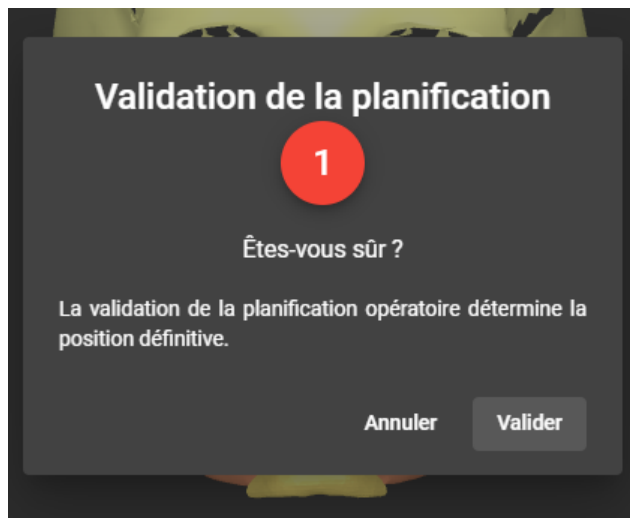 Validation de la planification
1
Êtes-vous sûr ?
La validation de la planification opératoire détermine la
position définitive.
Annuler Valider